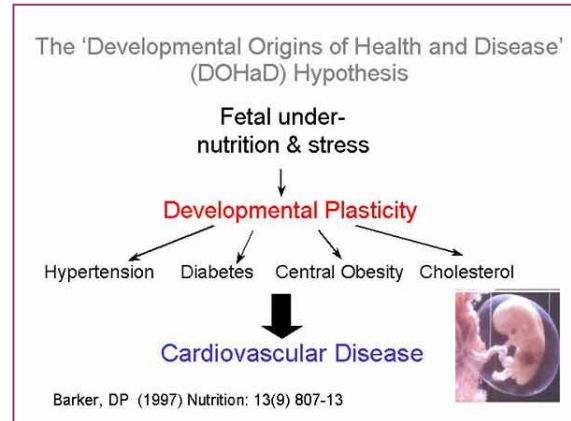 The 'Developmental Origins of Health and Disease'
(DOHaD) Hypothesis
Fetal under-
nutrition & stress
Developmental Plasticity
Hypertension Diabetes Central Obesity Cholesterol
Cardiovascular Disease
Barker, DP (1997) Nutrition: 13(9) 807-13